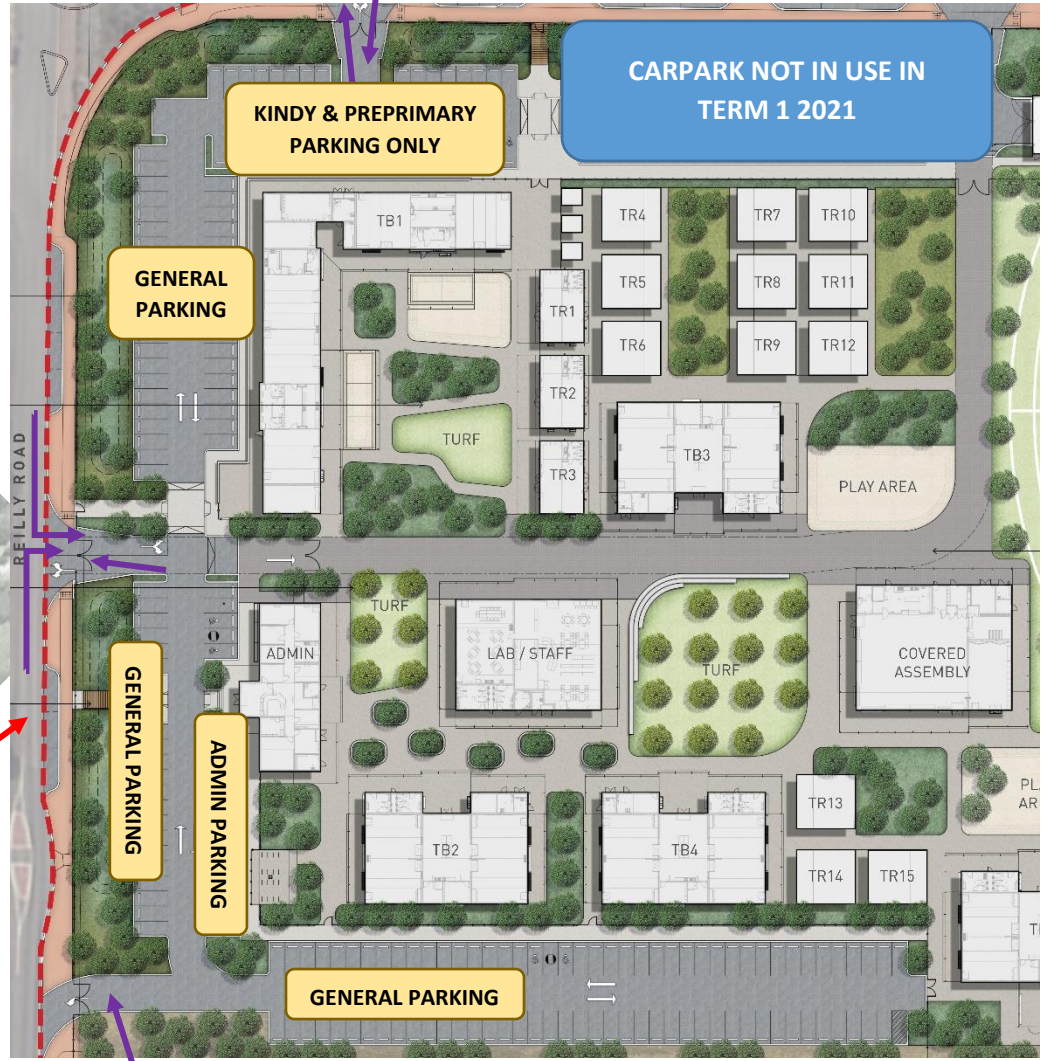 CARPARK NOT IN USE IN
TERM 1 2021
KINDY & PREPRIMARY
PARKING ONLY
TB1
TR4
TR7
TR10
GENERAL
PARKING
TR5
TR8
TR11
TR1
TR6
TR9
TR12
TR2
TURF
TB3
TR3
PLAY AREA
REILLY ROAD
TURF
ADMIN
LAB / STAFF
TURF
COVERED
ASSEMBLY
GENERAL PARKING
ADMIN PARKING
TR13
TB2
TB4
TR14
TR15
GENERAL PARKING